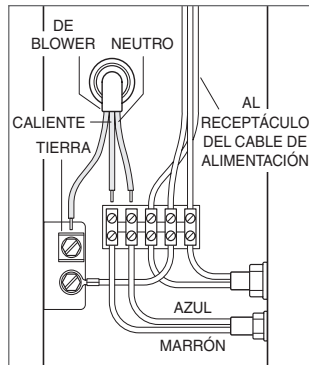 DE
BLOWER NEUTRO
CALIENTE
TIERRA
AL
RECEPTÁCULO
DEL CABLE DE
ALIMENTACIÓN
AZUL
MARRÓN